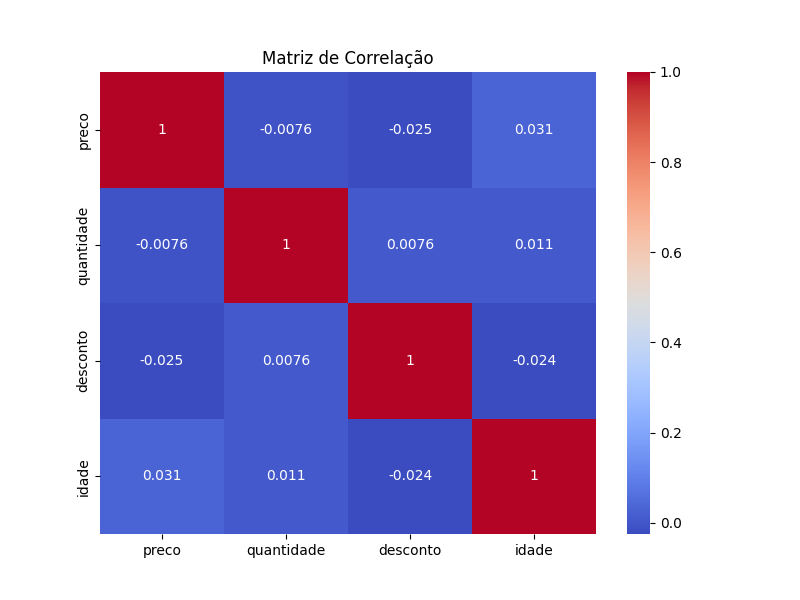 Matriz de Correlação
preco
1
-0.0076
-0.025
0.031
quantidade
-0.0076
1
0.0076
0.011
desconto
-0.025
0.0076
1
-0.024
idade
0.031
0.011
-0.024
1
preco
quantidade
desconto
idade
1.0
0.8
0.6
0.4
0.2
0.0